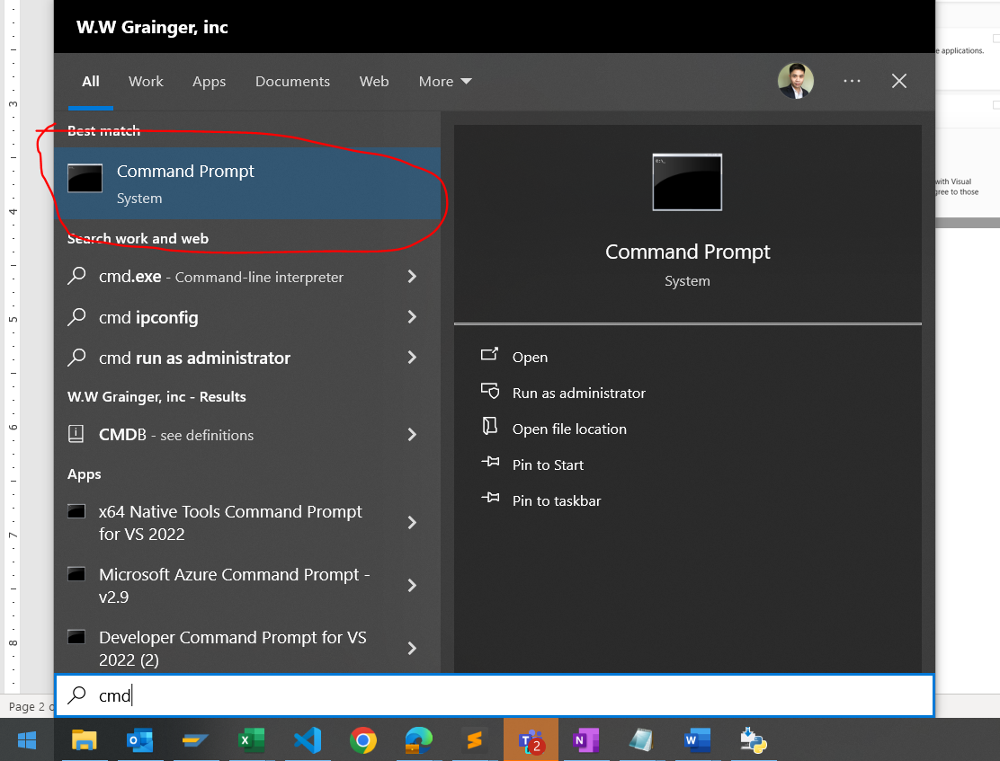 W.W Grainger, inc
All Work Apps Documents Web More
e applications.
3
Best match
Command Prompt
System
with Visual
gree to those
4
Search work and web
cmd.exe - Command-line interpreter
cmd ipconfig
cmd run as administrator
5
W.W Grainger, inc - Results
CMDB - see definitions
6
Apps
x64 Native Tools Command Prompt
for VS 2022
7
Microsoft Azure Command Prompt -
v2.9
Developer Command Prompt for VS
2022 (2)
8
Command Prompt
System
Open
Run as administrator
Open file location
Pin to Start
Pin to taskbar
cmd
Page 2 o
2